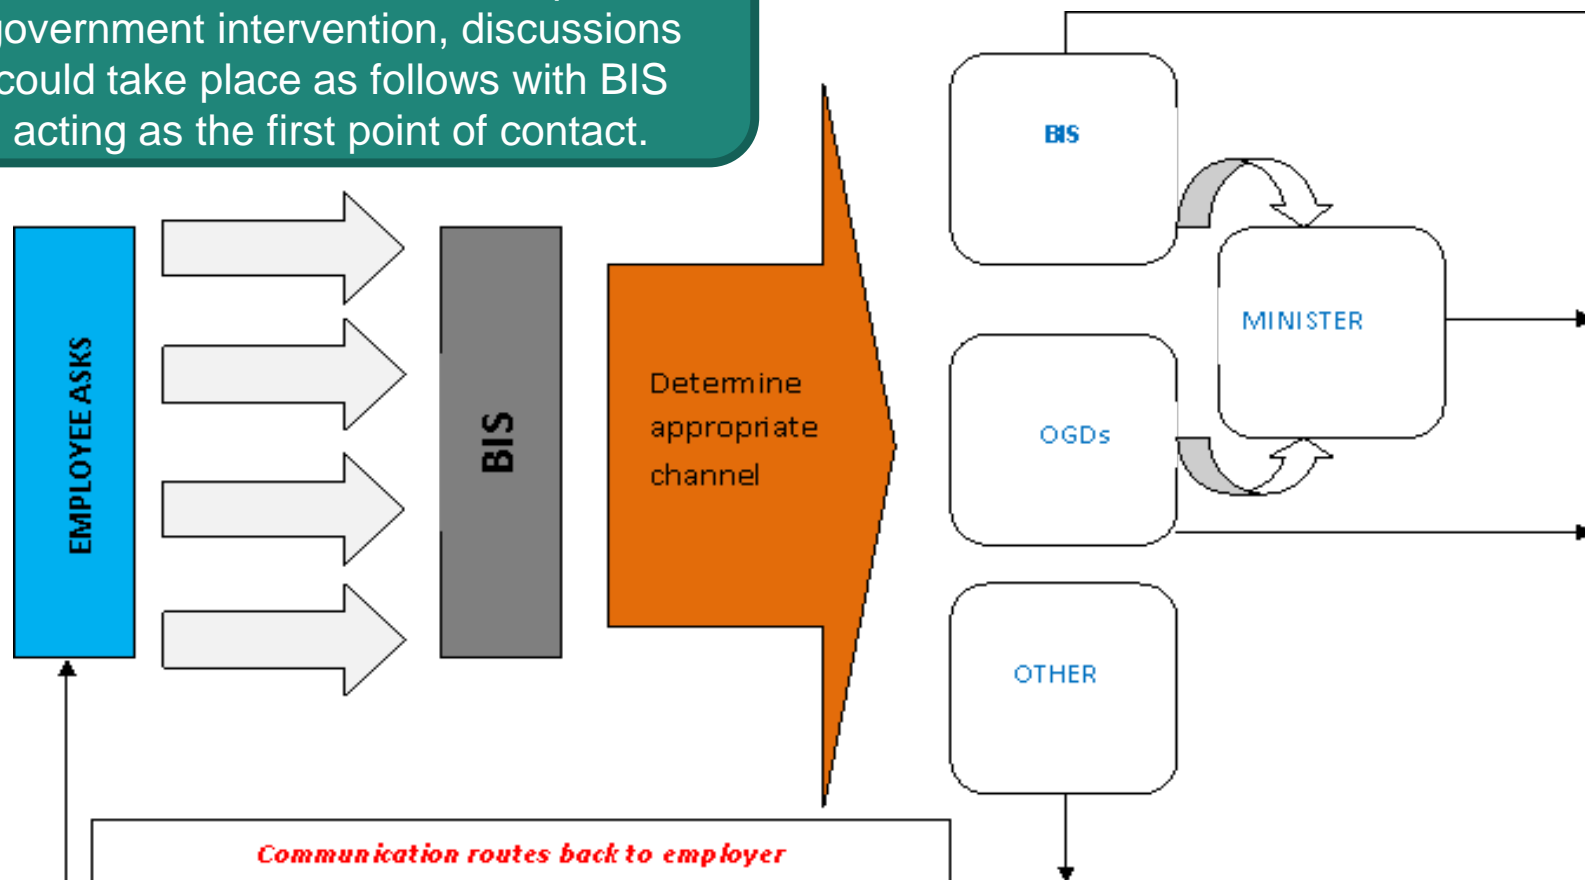 government intervention, discussions
could take place as follows with BIS
acting as the first point of contact.
EMPLOYEE ASKS
BIS
Determine
appropriate
channel
BIS
MINISTER
OGDs
OTHER
Communication routes back to employer